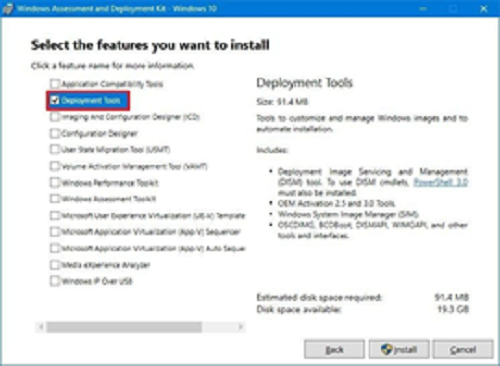 Windows Assessment and Deployment Kit - Windows 10
Select the features you want to install
Click a feature name for more information.
Application Compatibility Tools
Deployment Tools
Imaging And Configuration Designer (ICD)
Configuration Designer
User State Migration Tool (USMT)
Volume Activation Management Tool (VAMT)
Windows Performance Toolkit
Windows Assessment Toolkit
Microsoft User Experience Virtualization (UE-V) Template
Microsoft Application Virtualization (App-V) Sequencer
Microsoft Application Virtualization (App-V) Auto Sequer
Media eXperience Analyzer
Windows IP Over USB
Deployment Tools
Size: 91.4 MB
Tools to customize and manage Windows images and to
automate installation.
Includes:
• Deployment Image Servicing and Management
(DISM) tool. To use DISM cmdlets, PowerShell 3.0
must also be installed.
• OEM Activation 2.5 and 3.0 Tools.
• Windows System Image Manager (SIM).
• OSCDIMG, BCDBoot, DISMAPI, WIMGAPI, and other
tools and interfaces.
Estimated disk space required: 91.4 MB
Disk space available: 19.3 GB
Back
Install
Cancel